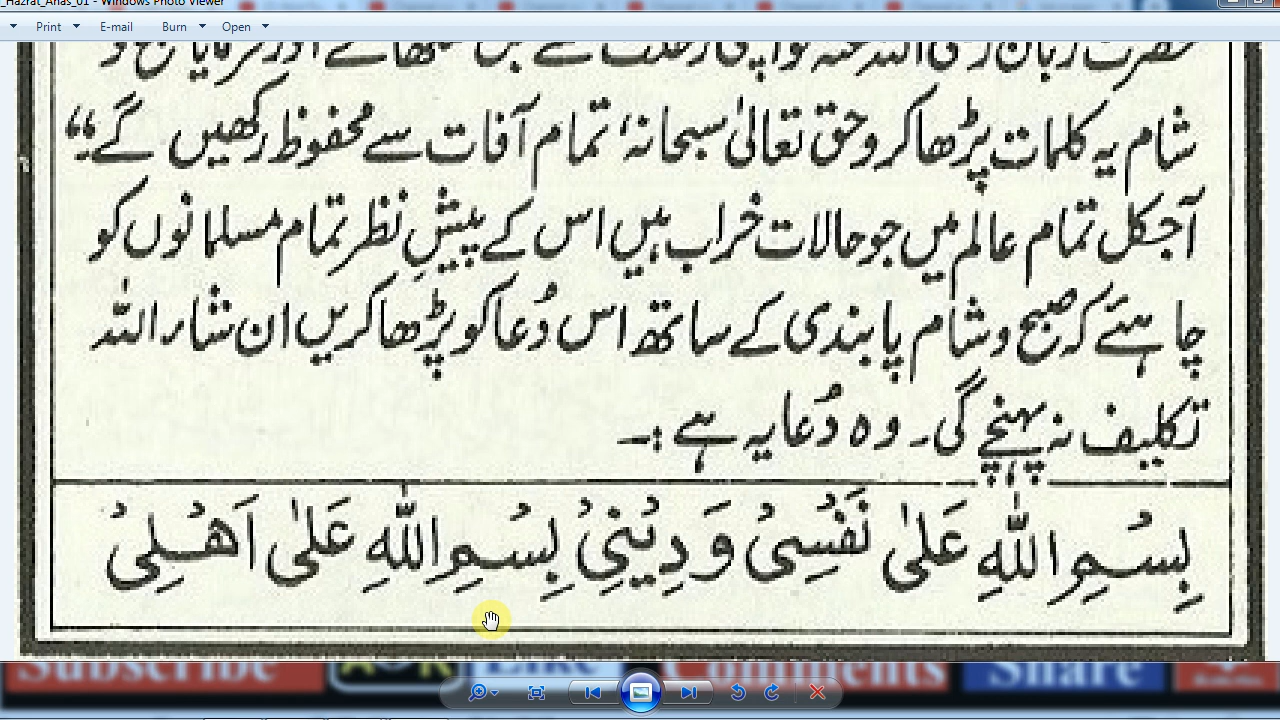 _Hazrat_Anas_01 - Windows Photo Viewer
Print E-mail Burn Open
شام یہ کلمات پڑھا کرو حق تعالیٰ سبحانہٗ تمام آفات سے محفوظ رکھیں گے“
آجکل تمام عالم میں جو حالات خراب ہیں اس کے پیشِ نظر تمام مسلمانوں کو
چاہئے کہ صبح و شام پابندی کے ساتھ اس دُعا کو پڑھا کریں ان شاء اللہ
تکلیف نہ پہنچے گی۔ وہ دُعا یہ ہے :۔
بِسْمِ اللّٰهِ عَلٰى نَفْسِىْ وَ دِيْنِىْ بِسْمِ اللّٰهِ عَلٰى اَهْلِىْ
Subscribe Like Comments Share